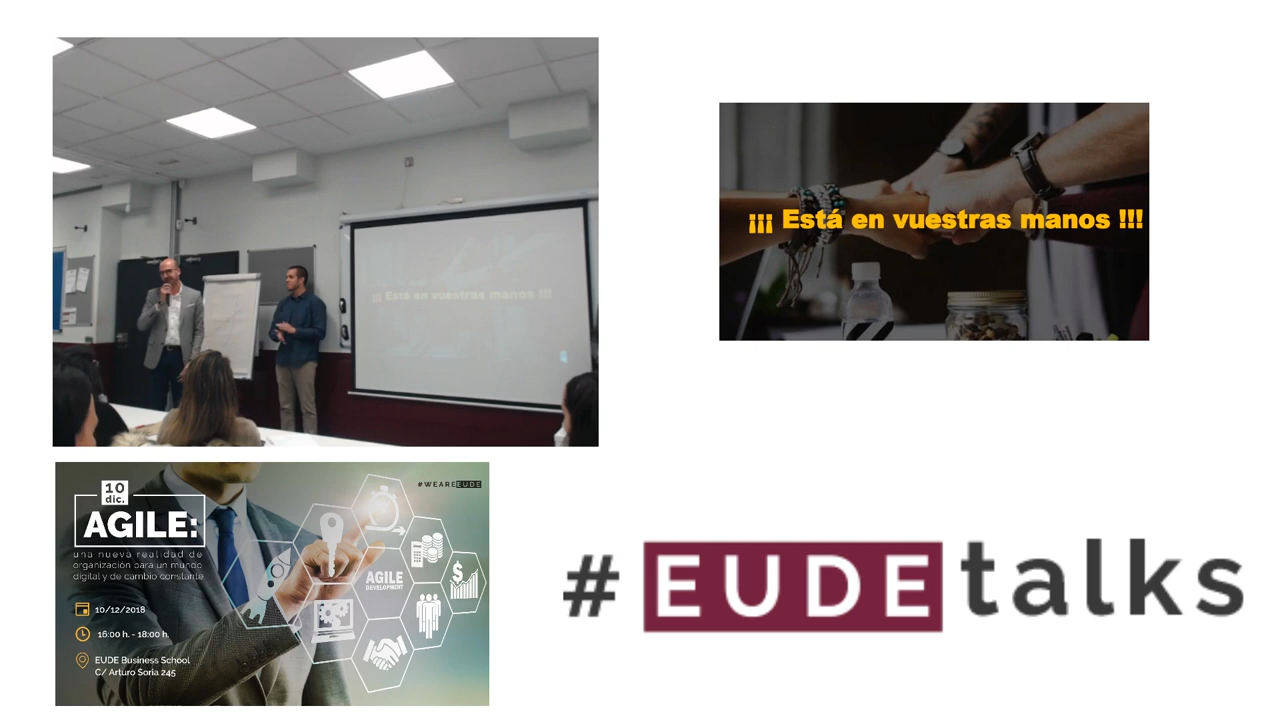 ¡¡¡ Está en vuestras manos !!!
¡¡¡ Está en vuestras manos !!!
10
dic.
AGILE:
una nueva realidad de
organización para un mundo
digital y de cambio constante
10/12/2018
16:00 h. - 18:00 h.
EUDE Business School
C/ Arturo Soria 245
#WEAREEUDE
AGILE
DEVELOPMENT
# EUDE talks